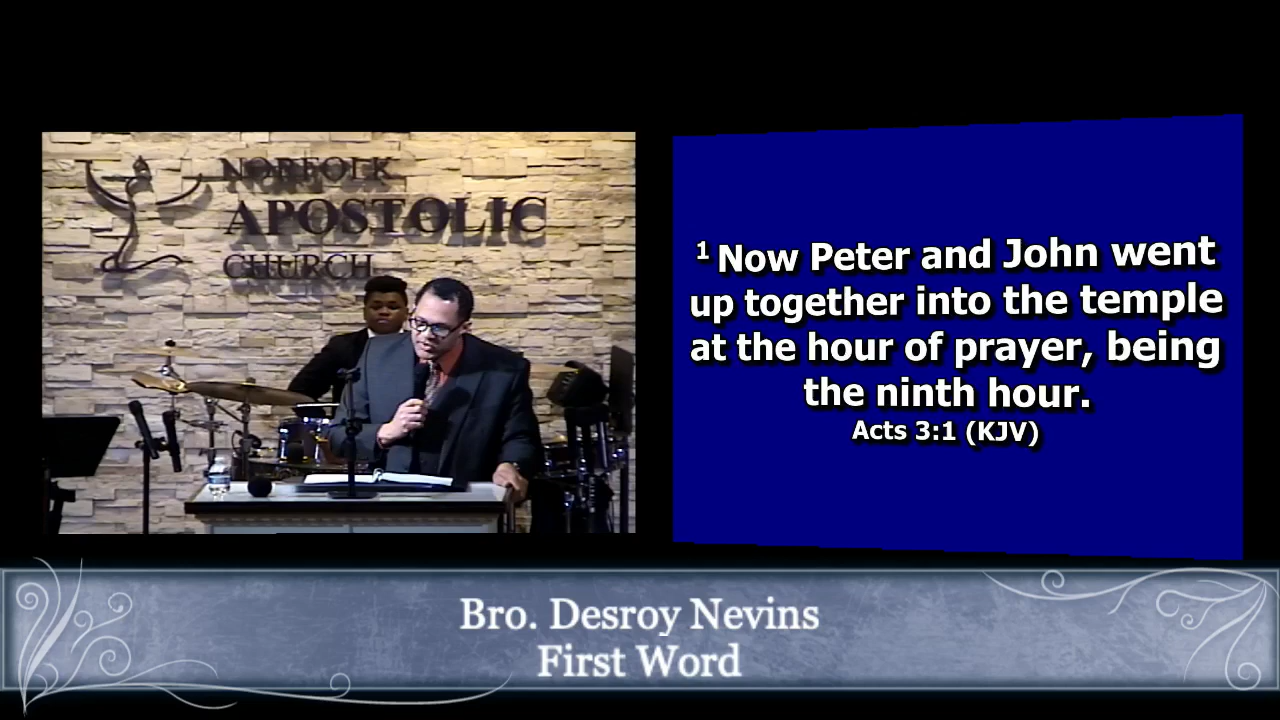 NORFOLK
APOSTOLIC
CHURCH
1 Now Peter and John went
up together into the temple
at the hour of prayer, being
the ninth hour.
Acts 3:1 (KJV)
Bro. Desroy Nevins
First Word